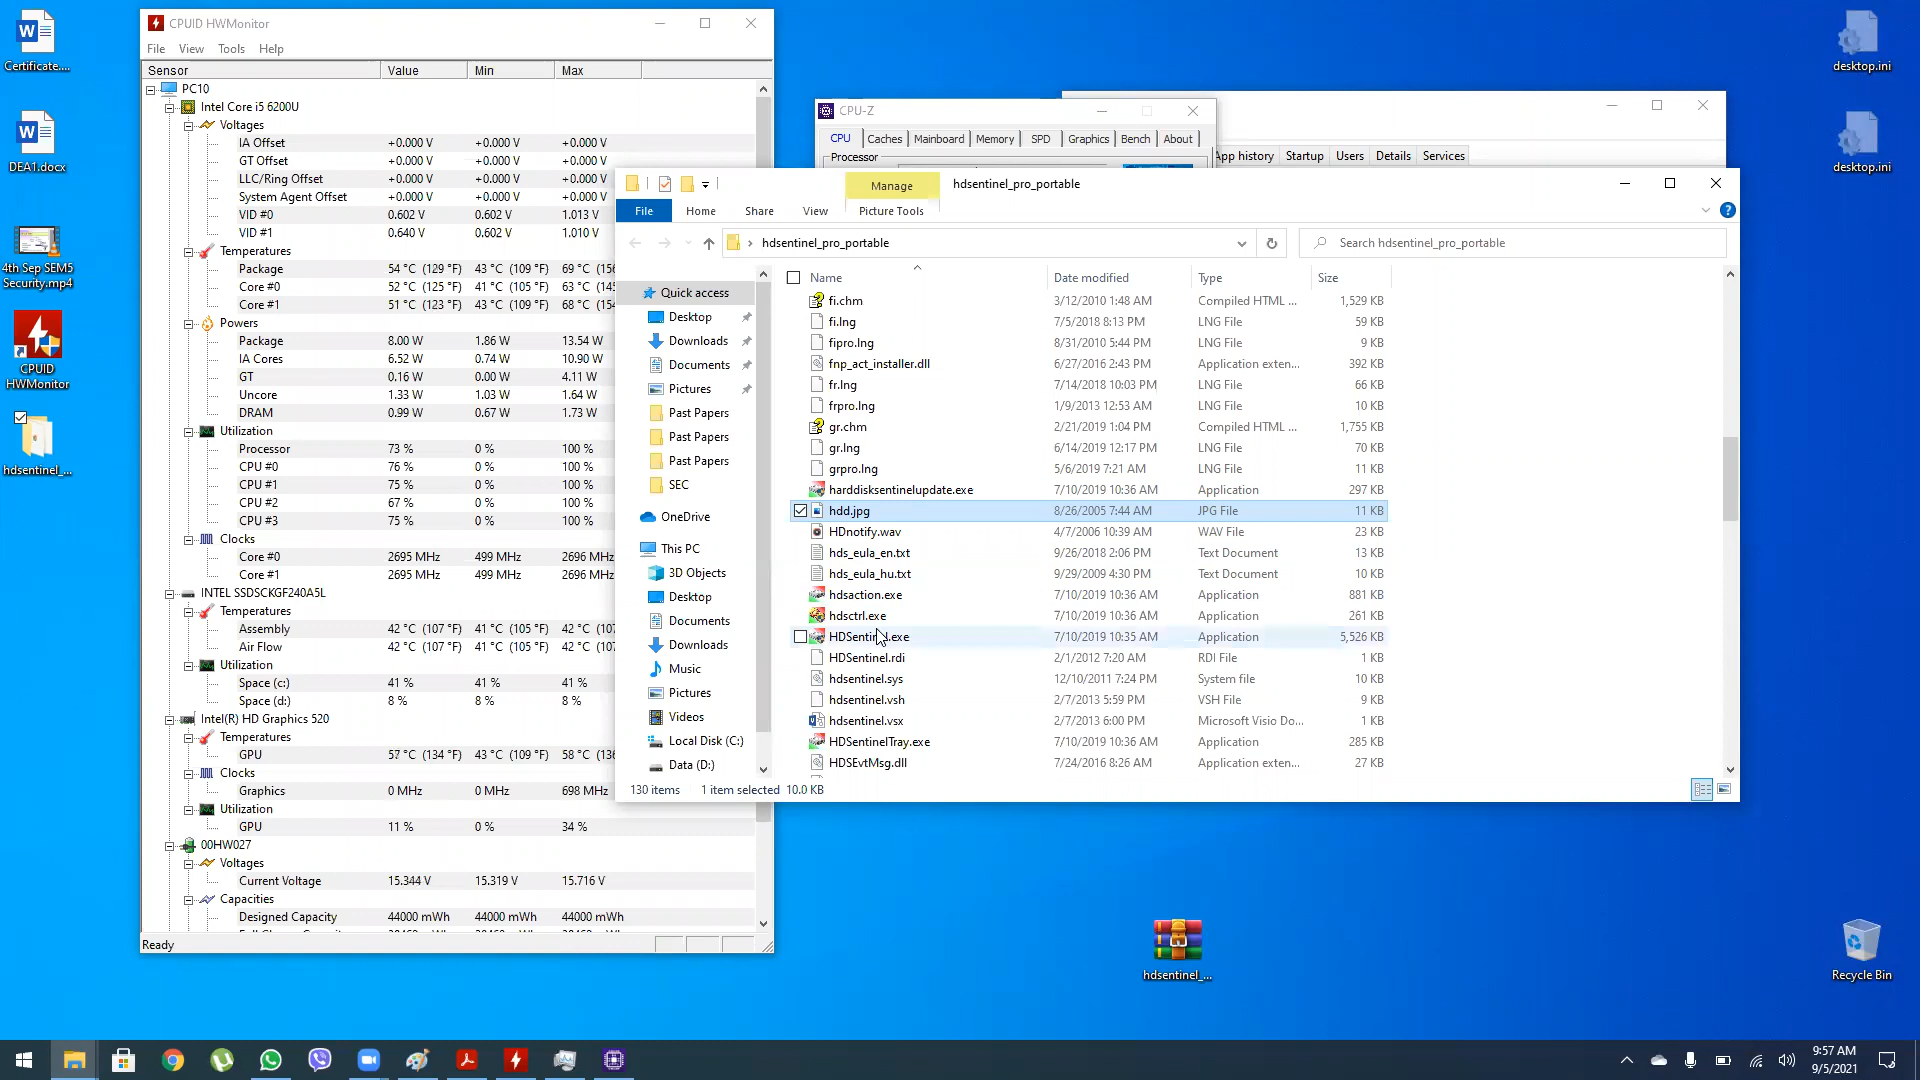 Certificate....
DEA1.docx
4th Sep SEM5
Security.mp4
CPUID
HWMonitor
hdsentinel_...
CPUID HWMonitor
File View Tools Help
Sensor Value Min Max
PC10
Intel Core i5 6200U
Voltages
IA Offset +0.000 V +0.000 V +0.000 V
GT Offset +0.000 V +0.000 V +0.000 V
LLC/Ring Offset +0.000 V +0.000 V +0.000 V
System Agent Offset +0.000 V +0.000 V +0.000 V
VID #0 0.602 V 0.602 V 1.013 V
VID #1 0.640 V 0.602 V 1.010 V
Temperatures
Package 54 °C (129 °F) 43 °C (109 °F) 69 °C
Core #0 52 °C (125 °F) 41 °C (105 °F) 63 °C
Core #1 51 °C (123 °F) 43 °C (109 °F) 68 °C
Powers
Package 8.00 W 1.86 W 13.54 W
IA Cores 6.52 W 0.74 W 10.90 W
GT 0.16 W 0.00 W 4.11 W
Uncore 1.33 W 1.03 W 1.64 W
DRAM 0.99 W 0.67 W 1.73 W
Utilization
Processor 73 % 0 % 100 %
CPU #0 76 % 0 % 100 %
CPU #1 75 % 0 % 100 %
CPU #2 67 % 0 % 100 %
CPU #3 75 % 0 % 100 %
Clocks
Core #0 2695 MHz 499 MHz 2696 MHz
Core #1 2695 MHz 499 MHz 2696 MHz
INTEL SSDSCKGF240A5L
Temperatures
Assembly 42 °C (107 °F) 41 °C (105 °F) 42 °C
Air Flow 42 °C (107 °F) 41 °C (105 °F) 42 °C
Utilization
Space (c:) 41 % 41 % 41 %
Space (d:) 8 % 8 % 8 %
Intel(R) HD Graphics 520
Temperatures
GPU 57 °C (134 °F) 43 °C (109 °F) 58 °C
Clocks
Graphics 0 MHz 0 MHz 698 MHz
Utilization
GPU 11 % 0 % 34 %
00HW027
Voltages
Current Voltage 15.344 V 15.319 V 15.716 V
Capacities
Designed Capacity 44000 mWh 44000 mWh 44000 mWh
Ready
CPU-Z
CPU Caches Mainboard Memory SPD Graphics Bench About
Processor
App history Startup Users Details Services
Manage hdsentinel_pro_portable
File Home Share View Picture Tools
hdsentinel_pro_portable
Search hdsentinel_pro_portable
Quick access
Desktop
Downloads
Documents
Pictures
Past Papers
Past Papers
Past Papers
SEC
OneDrive
This PC
3D Objects
Desktop
Documents
Downloads
Music
Pictures
Videos
Local Disk (C:)
Data (D:)
Name Date modified Type Size
fi.chm 3/12/2010 1:48 AM Compiled HTML ... 1,529 KB
fi.lng 7/5/2018 8:13 PM LNG File 59 KB
fipro.lng 8/31/2010 5:44 PM LNG File 9 KB
fnp_act_installer.dll 6/27/2016 2:43 PM Application exten... 392 KB
fr.lng 7/14/2018 10:03 PM LNG File 66 KB
frpro.lng 1/9/2013 12:53 AM LNG File 10 KB
gr.chm 2/21/2019 1:04 PM Compiled HTML ... 1,755 KB
gr.lng 6/14/2019 12:17 PM LNG File 70 KB
grpro.lng 5/6/2019 7:21 AM LNG File 11 KB
harddisksentinelupdate.exe 7/10/2019 10:36 AM Application 297 KB
hdd.jpg 8/26/2005 7:44 AM JPG File 11 KB
HDnotify.wav 4/7/2006 10:39 AM WAV File 23 KB
hds_eula_en.txt 9/26/2018 2:06 PM Text Document 13 KB
hds_eula_hu.txt 9/29/2009 4:30 PM Text Document 10 KB
hdsaction.exe 7/10/2019 10:36 AM Application 881 KB
hdsctrl.exe 7/10/2019 10:36 AM Application 261 KB
HDSentinel.exe 7/10/2019 10:35 AM Application 5,526 KB
HDSentinel.rdi 2/1/2012 7:20 AM RDI File 1 KB
hdsentinel.sys 12/10/2011 7:24 PM System file 10 KB
hdsentinel.vsh 2/7/2013 5:59 PM VSH File 9 KB
hdsentinel.vsx 2/7/2013 6:00 PM Microsoft Visio Do... 1 KB
HDSentinelTray.exe 7/10/2019 10:36 AM Application 285 KB
HDSEvtMsg.dll 7/24/2016 8:26 AM Application exten... 27 KB
130 items 1 item selected 10.0 KB
desktop.ini
desktop.ini
hdsentinel_...
Recycle Bin
9:57 AM
9/5/2021